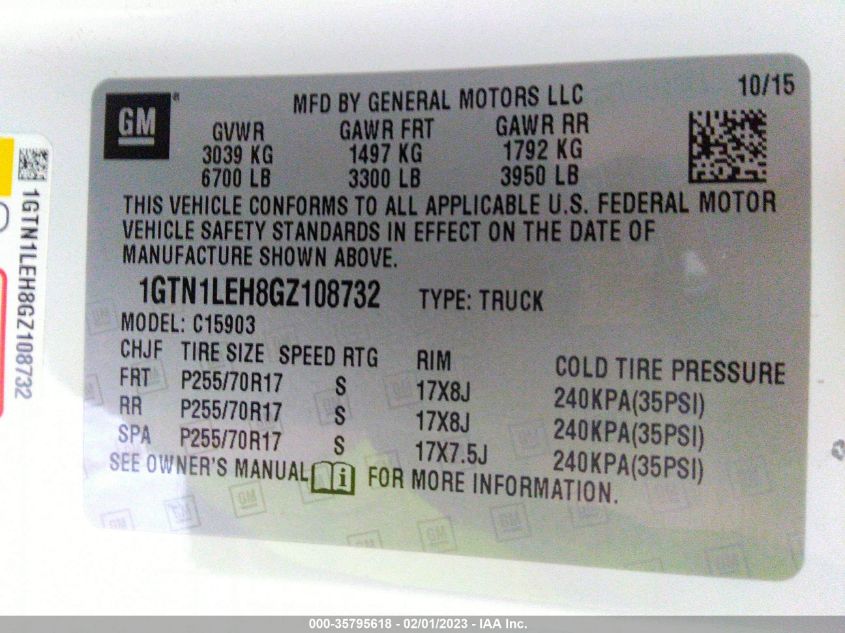 GM
®
MFD BY GENERAL MOTORS LLC
10/15
GVWR GAWR FRT GAWR RR
3039 KG 1497 KG 1792 KG
6700 LB 3300 LB 3950 LB
THIS VEHICLE CONFORMS TO ALL APPLICABLE U.S. FEDERAL MOTOR
VEHICLE SAFETY STANDARDS IN EFFECT ON THE DATE OF
MANUFACTURE SHOWN ABOVE.
1GTN1LEH8GZ108732 TYPE: TRUCK
MODEL: C15903
CHJF TIRE SIZE SPEED RTG RIM COLD TIRE PRESSURE
FRT P255/70R17 S 17X8J 240KPA(35PSI)
RR P255/70R17 S 17X8J 240KPA(35PSI)
SPA P255/70R17 S 17X7.5J 240KPA(35PSI)
SEE OWNER'S MANUAL i FOR MORE INFORMATION.
1GTN1LEH8GZ108732
000-35795618 - 02/01/2023 - IAA Inc.